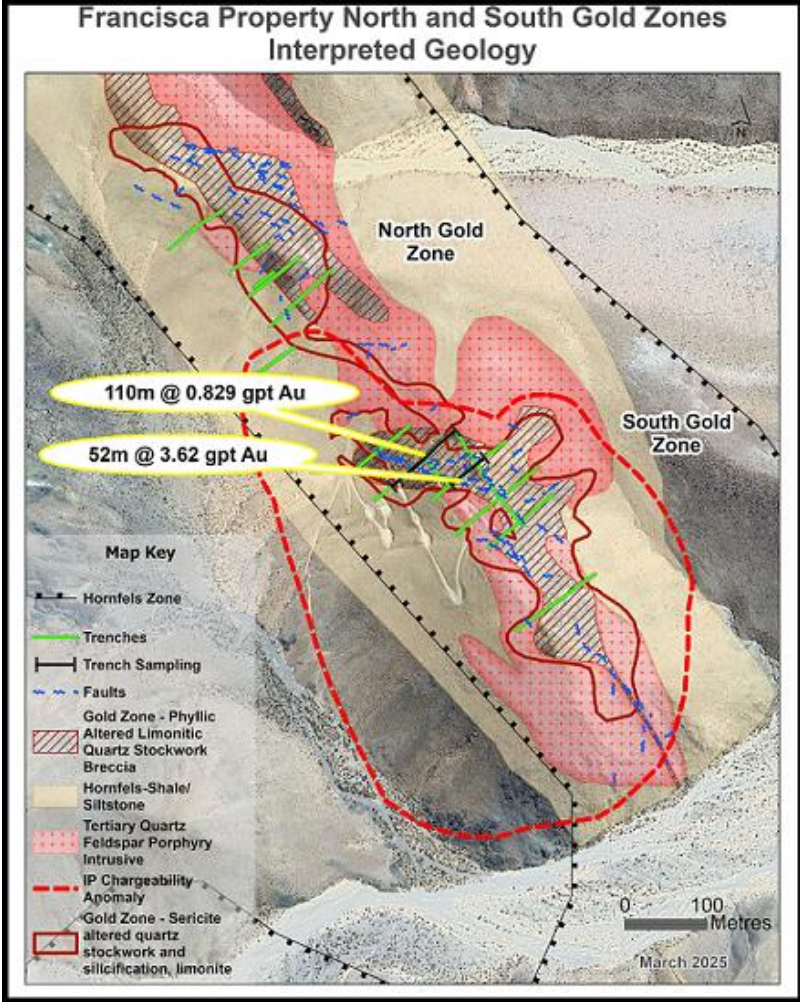 Francisca Property North and South Gold Zones
Interpreted Geology
N
North Gold
Zone
110m @ 0.829 gpt Au
South Gold
Zone
52m @ 3.62 gpt Au
Map Key
Hornfels Zone
Trenches
Trench Sampling
Faults
Gold Zone - Phyllic
Altered Limonitic
Quartz Stockwork
Breccia
Hornfels-Shale/
Siltstone
Tertiary Quartz
Feldspar Porphyry
Intrusive
IP Chargeability
Anomaly
Gold Zone - Sericite
altered quartz
stockwork and
silicification, limonite
0 100
Metres
March 2025